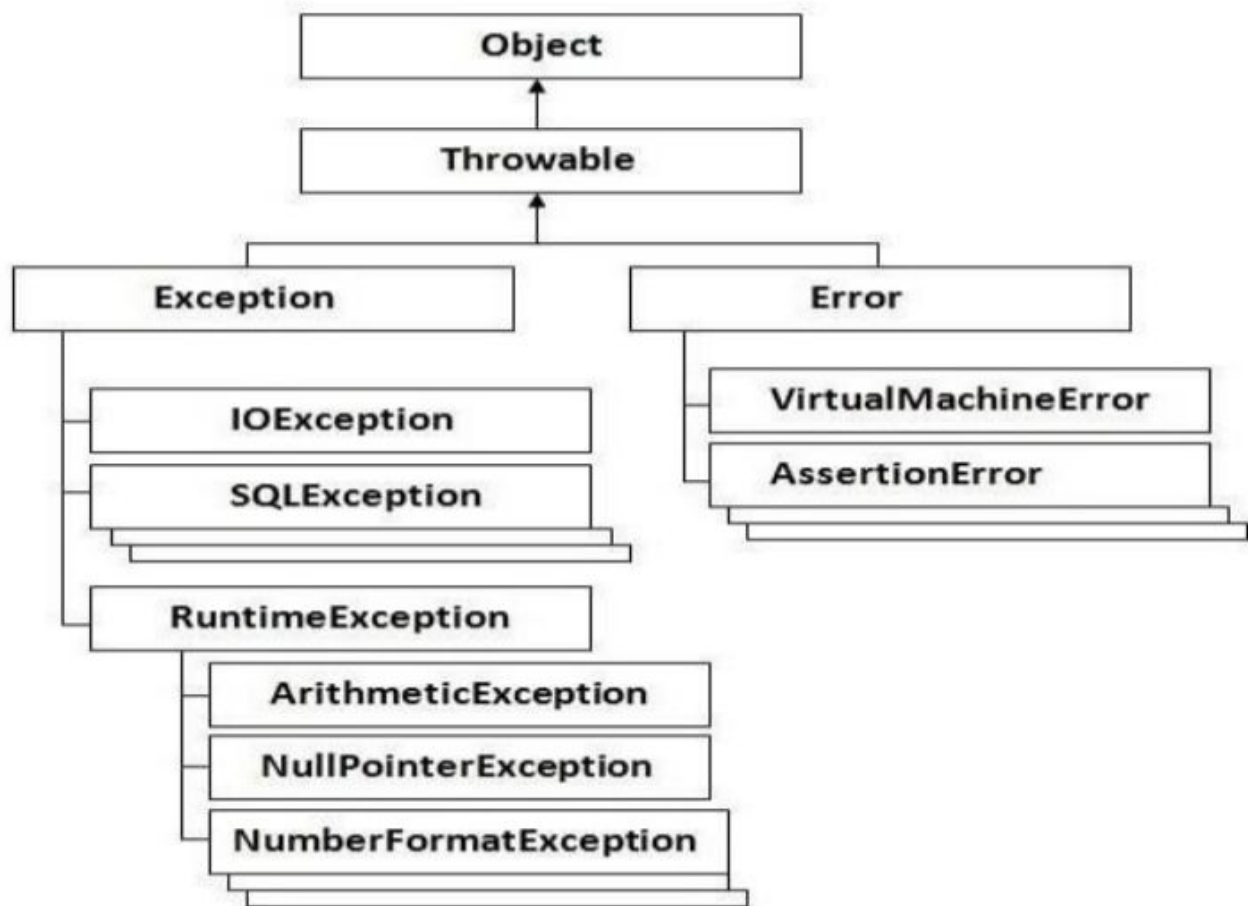 Object
Throwable
Exception
Error
IOException
SQLException
RuntimeException
ArithmeticException
NullPointerException
NumberFormatException
VirtualMachineError
AssertionError